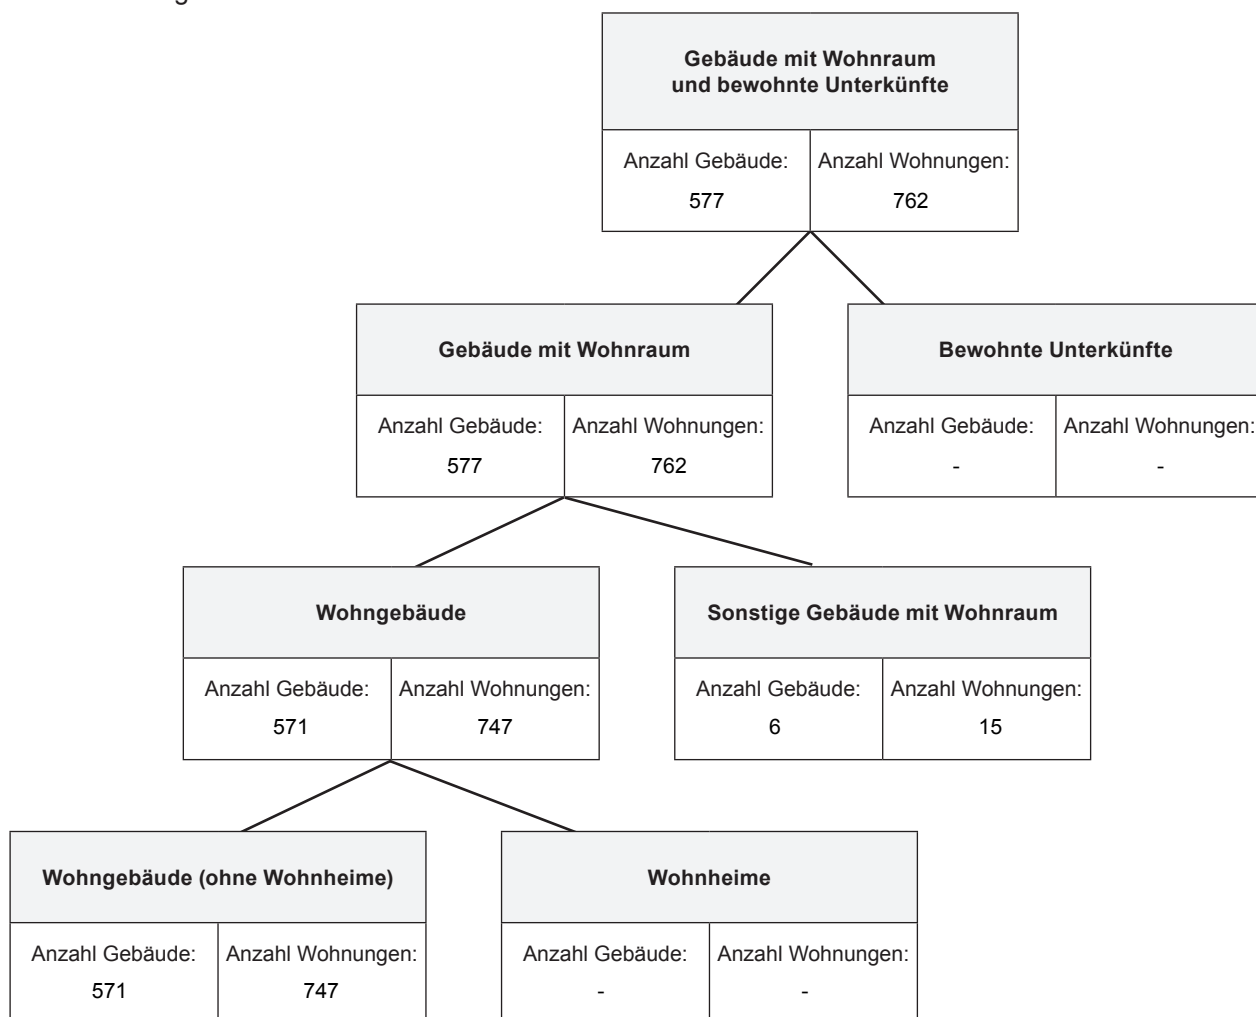 Gebäude mit Wohnraum
und bewohnte Unterkünfte
Anzahl Gebäude: Anzahl Wohnungen:
577 762
Gebäude mit Wohnraum
Anzahl Gebäude: Anzahl Wohnungen:
577 762
Bewohnte Unterkünfte
Anzahl Gebäude: Anzahl Wohnungen:
- -
Wohngebäude
Anzahl Gebäude: Anzahl Wohnungen:
571 747
Sonstige Gebäude mit Wohnraum
Anzahl Gebäude: Anzahl Wohnungen:
6 15
Wohngebäude (ohne Wohnheime)
Anzahl Gebäude: Anzahl Wohnungen:
571 747
Wohnheime
Anzahl Gebäude: Anzahl Wohnungen:
- -